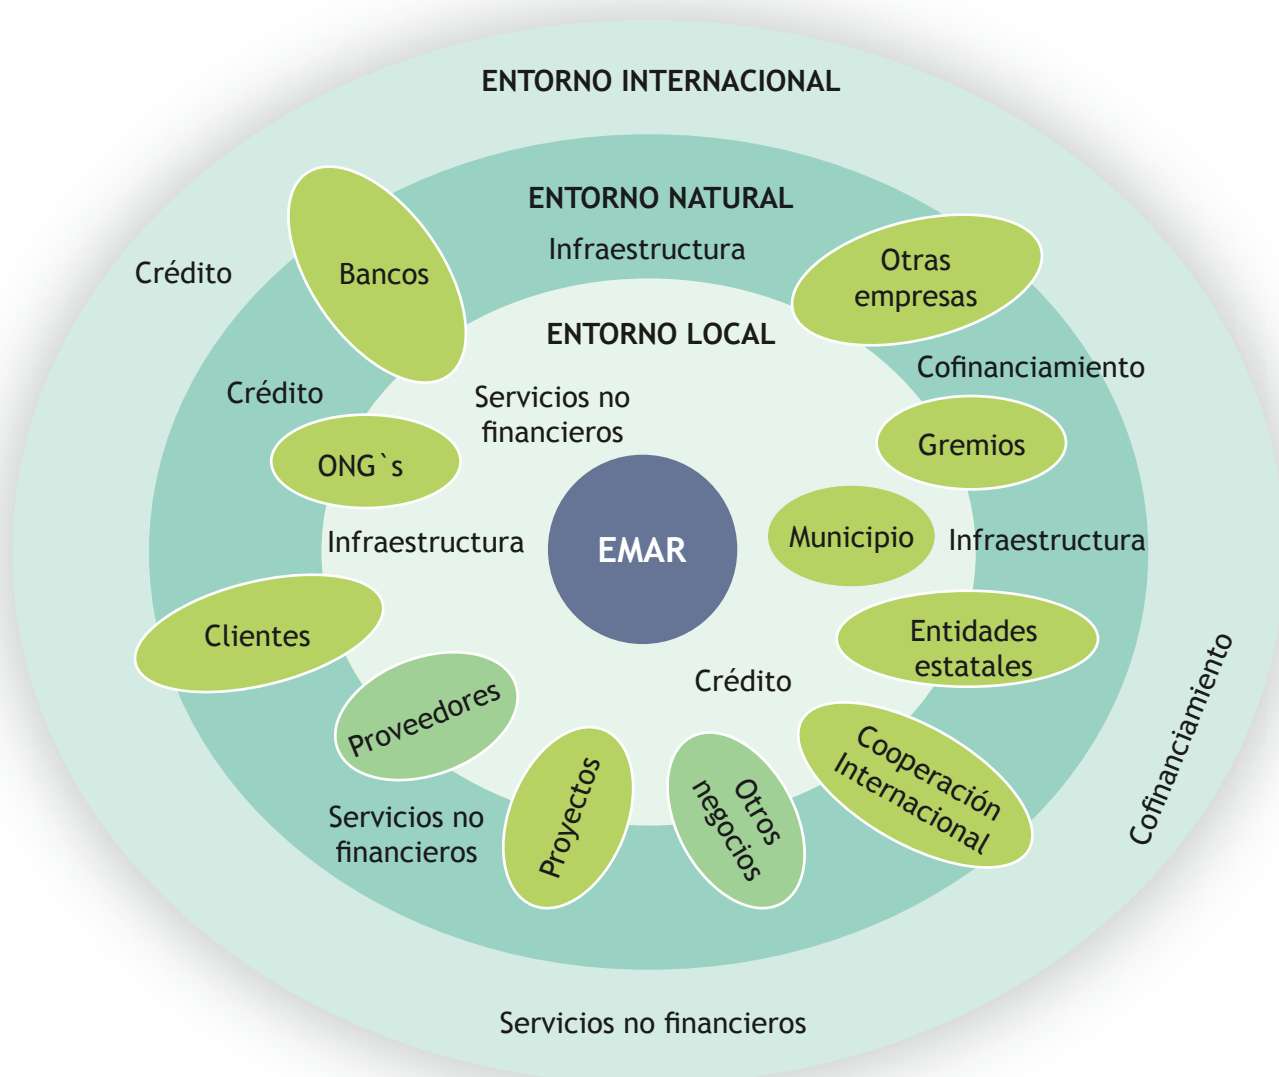 ENTORNO INTERNACIONAL
ENTORNO NATURAL
Infraestructura
Crédito
Bancos
Otras
empresas
ENTORNO LOCAL
Cofinanciamiento
Crédito
Servicios no
financieros
Gremios
ONG`s
Infraestructura
EMAR
Municipio
Infraestructura
Clientes
Entidades
estatales
Proveedores
Crédito
Cofinanciamiento
Cooperación
Internacional
Servicios no
financieros
Proyectos
Otros
negocios
Servicios no financieros